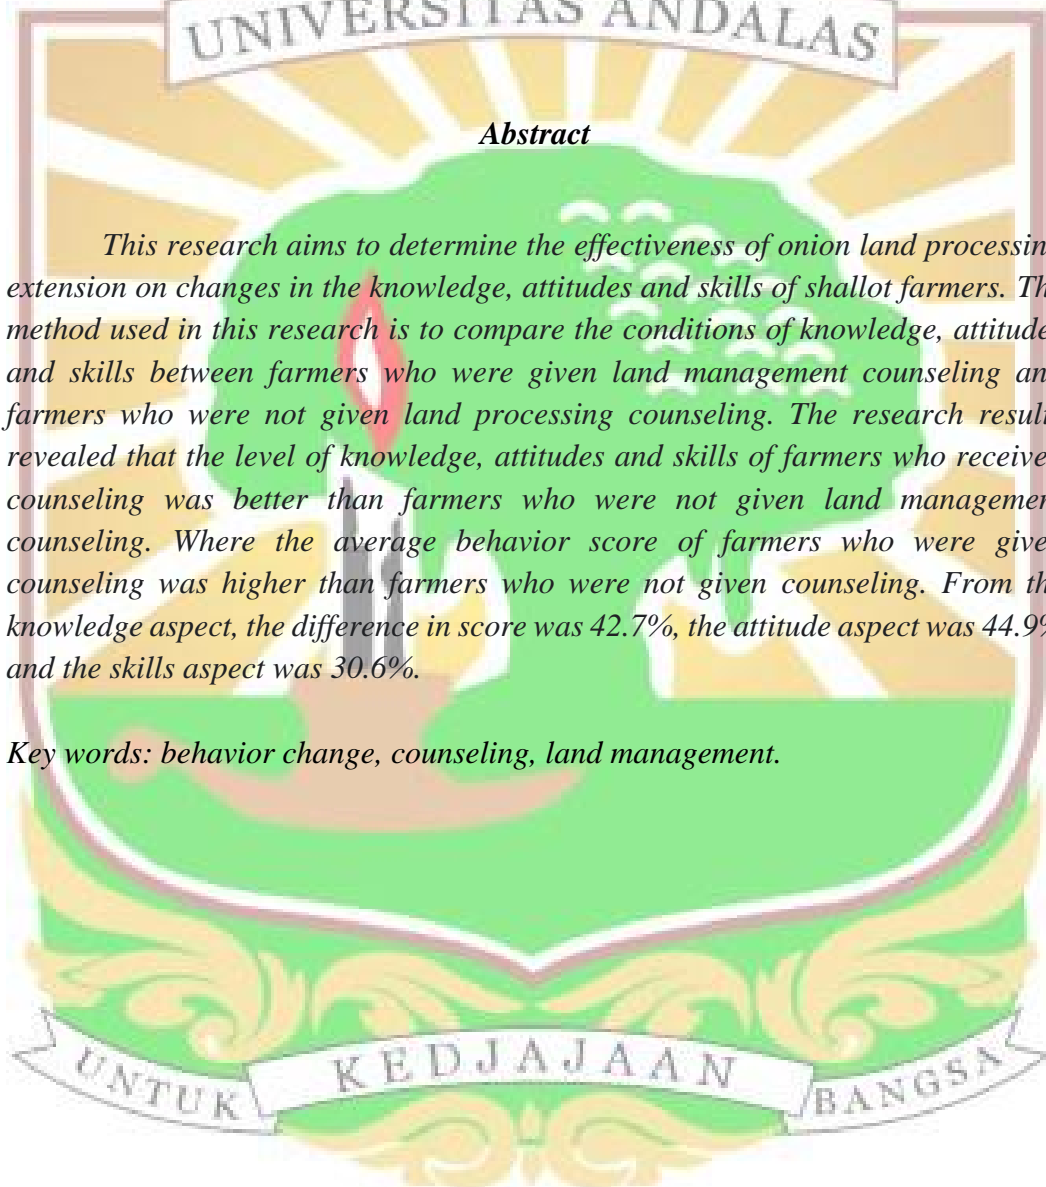 UNIVERSITAS ANDALAS
Abstract
This research aims to determine the effectiveness of onion land processin
extension on changes in the knowledge, attitudes and skills of shallot farmers. Th
method used in this research is to compare the conditions of knowledge, attitude
and skills between farmers who were given land management counseling an
farmers who were not given land processing counseling. The research result
revealed that the level of knowledge, attitudes and skills of farmers who receive
counseling was better than farmers who were not given land managemen
counseling. Where the average behavior score of farmers who were give
counseling was higher than farmers who were not given counseling. From th
knowledge aspect, the difference in score was 42.7%, the attitude aspect was 44.9%
and the skills aspect was 30.6%.
Key words: behavior change, counseling, land management.
UNTUK KEDJAJAAN BANGSA